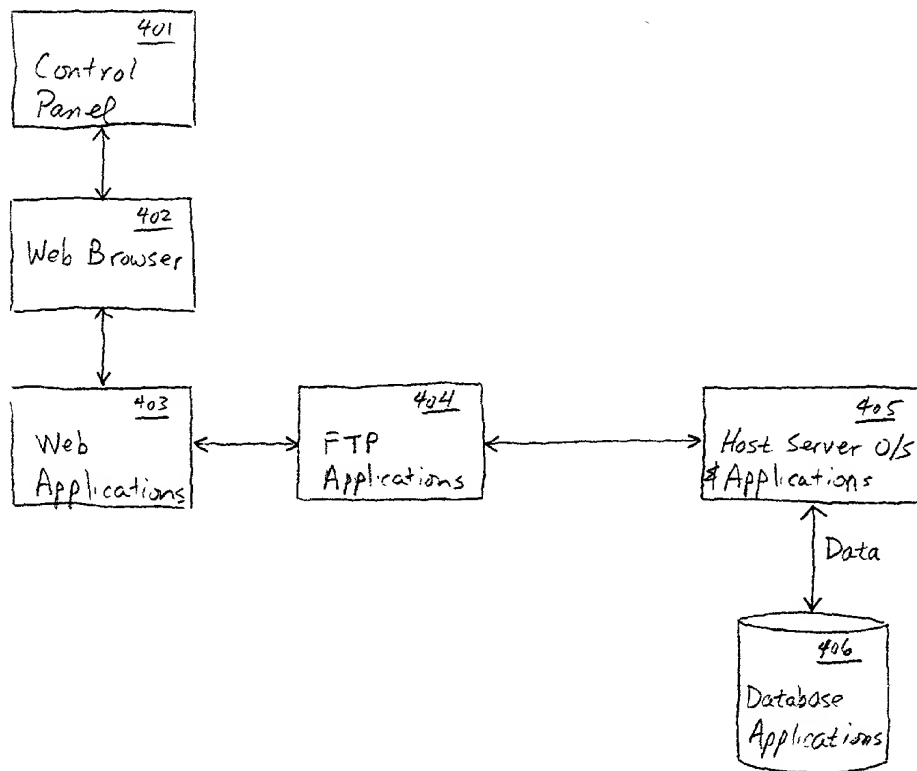 401
Control
Panel
402
Web Browser
403
Web
Applications
404
FTP
Applications
405
Host Server O/S
& Applications
Data
406
Database
Applications